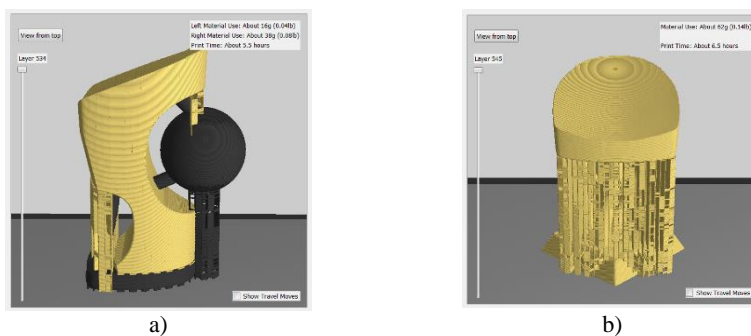 Left Material Use: About 16g (0.04lb)
Right Material Use: About 38g (0.08lb)
Print Time: About 5.5 hours
View from top
Layer 534
Show Travel Moves
a)
Material Use: About 62g (0.14lb)
Print Time: About 6.5 hours
View from top
Layer 545
Show Travel Moves
b)